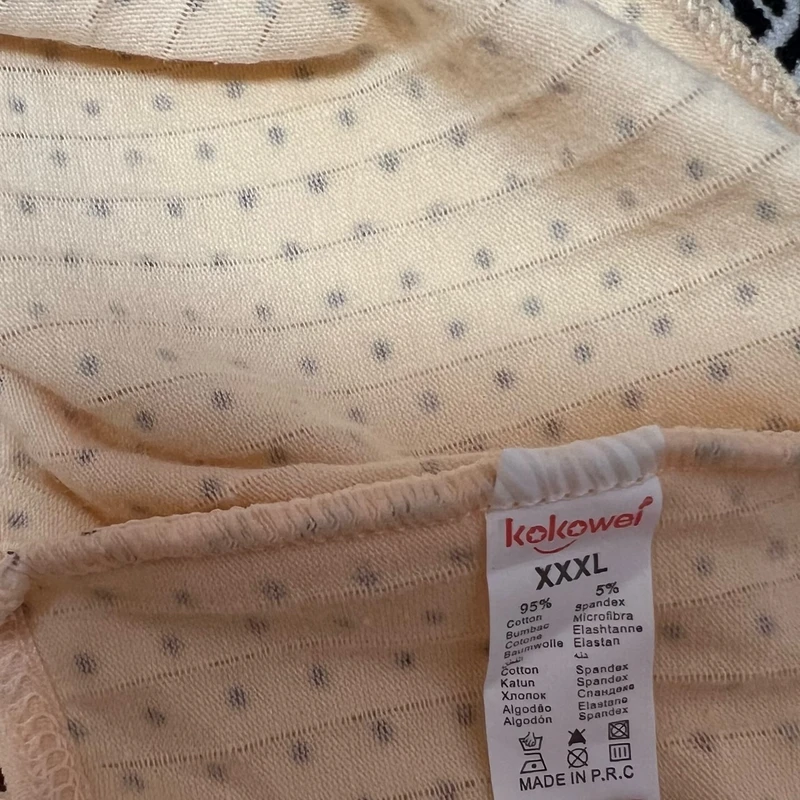 kokowei
XXXL
95% 5%
Cotton Spandex
Bumbac Microfibra
Cotone Elashtanne
Baumwolle Elastan
Cotton Spandex
Katun Spandex
Хлопок Спандекс
Algodão Elastane
Algodón Spandex
MADE IN P.R.C